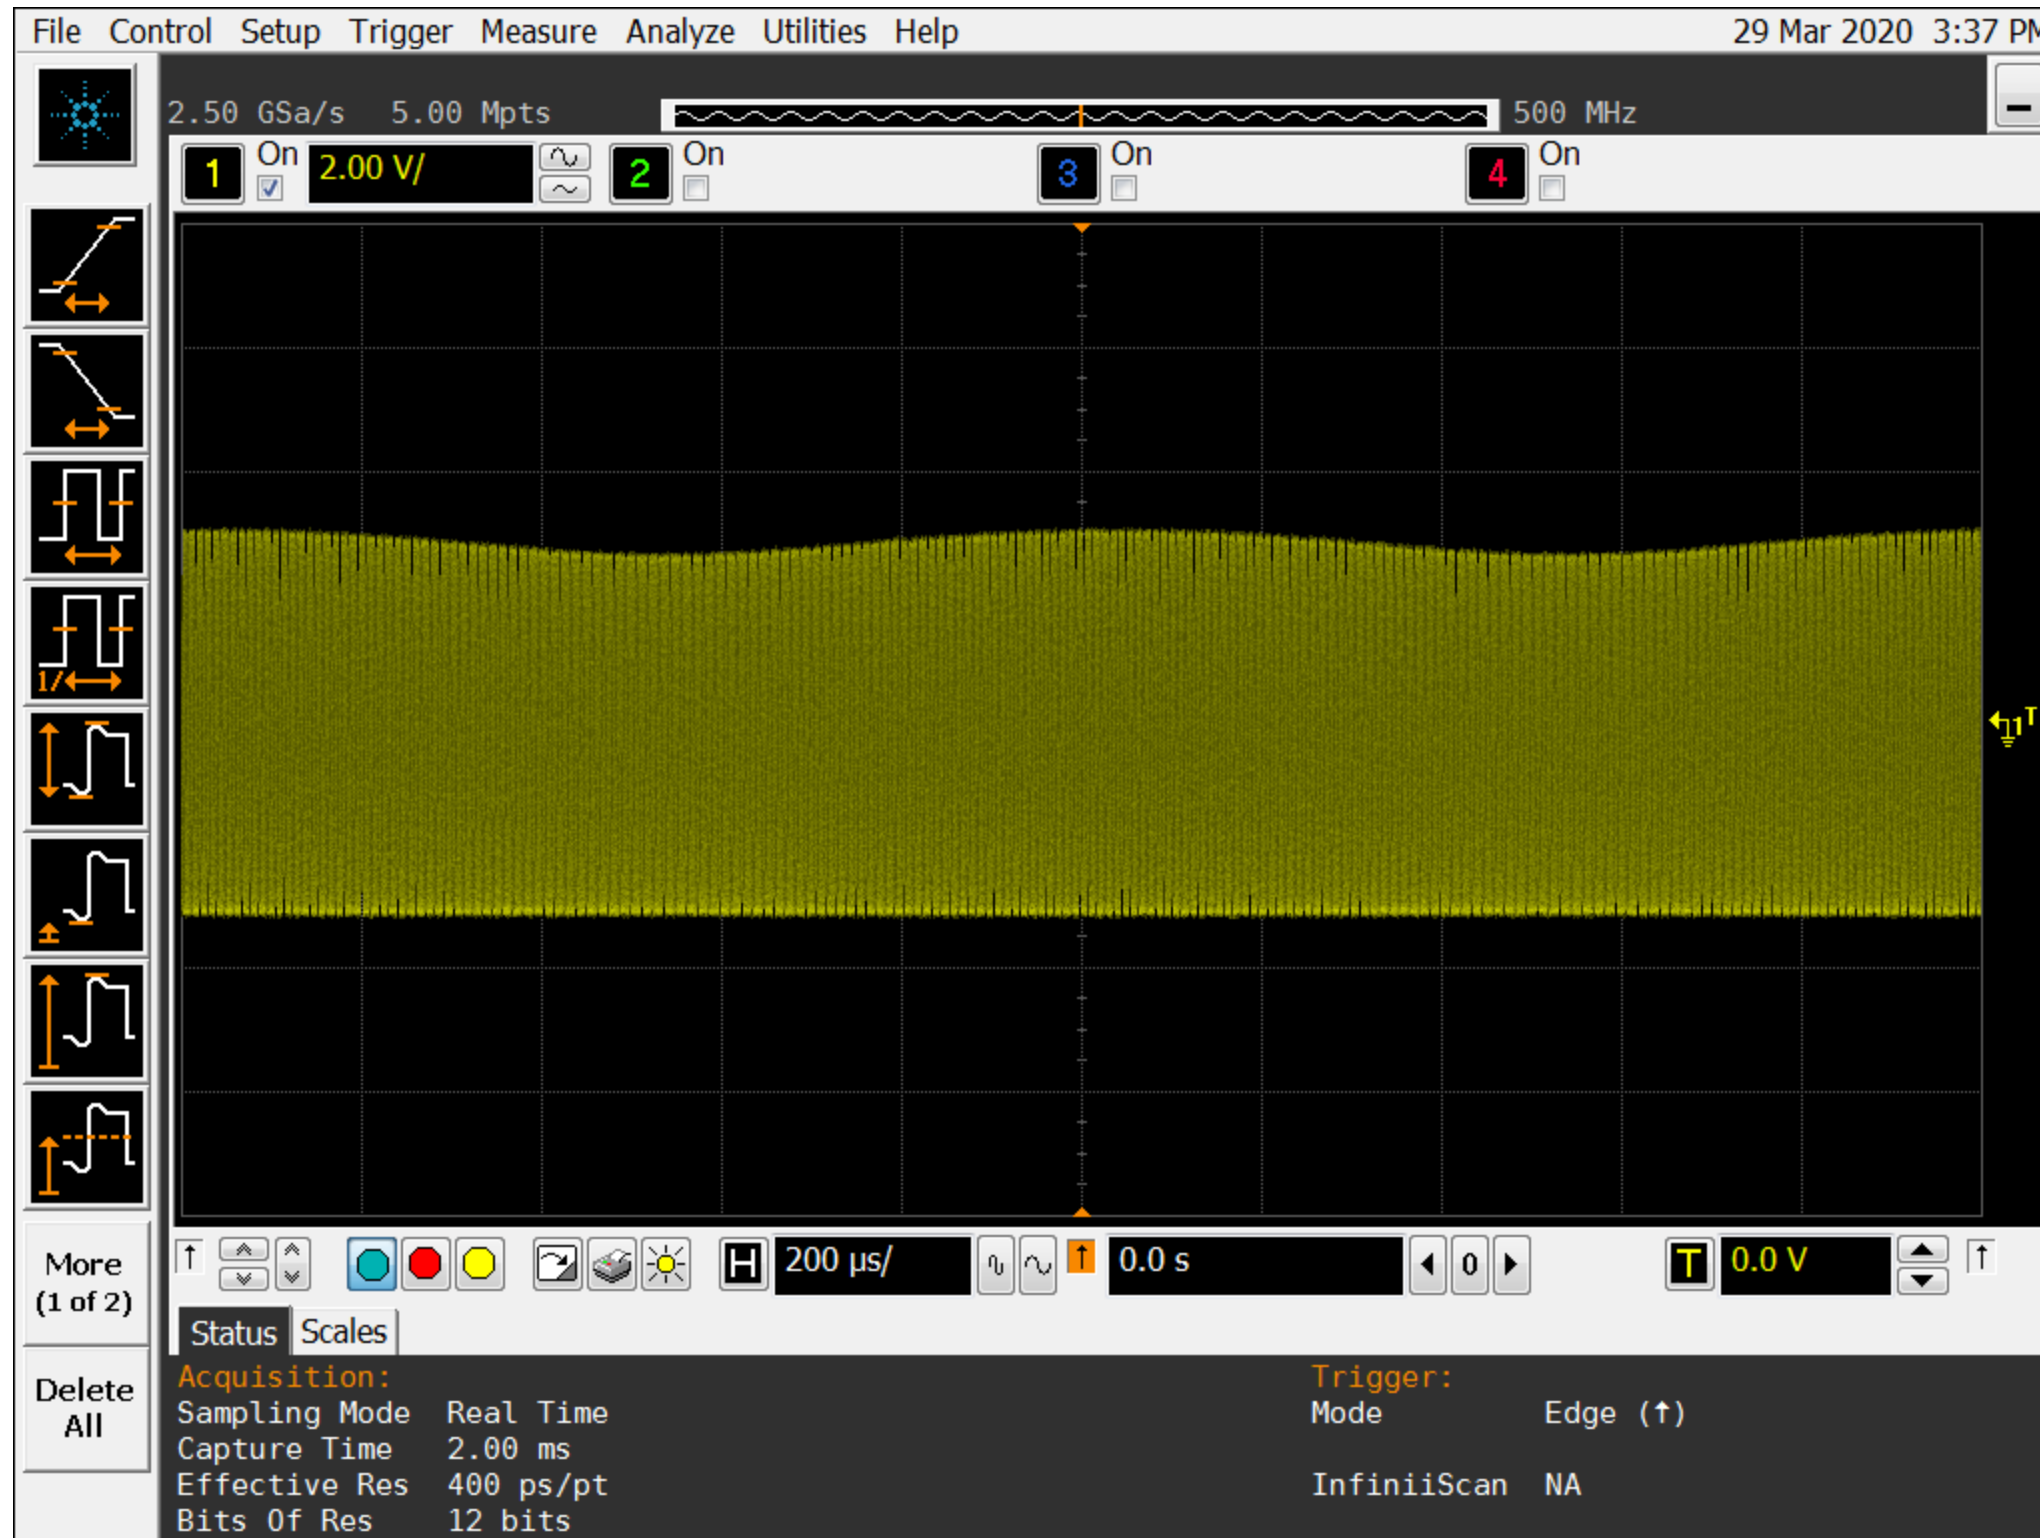 File Control Setup Trigger Measure Analyze Utilities Help 29 Mar 2020 3:37 PM
2.50 GSa/s 5.00 Mpts 500 MHz
1 On 2.00 V/ 2 On 3 On 4 On
1/
1 T
More
(1 of 2)
Delete
All
H 200 µs/ 0.0 s 0 T 0.0 V
Status Scales
Acquisition: Trigger:
Sampling Mode Real Time Mode Edge (↑)
Capture Time 2.00 ms
Effective Res 400 ps/pt InfiniiScan NA
Bits Of Res 12 bits